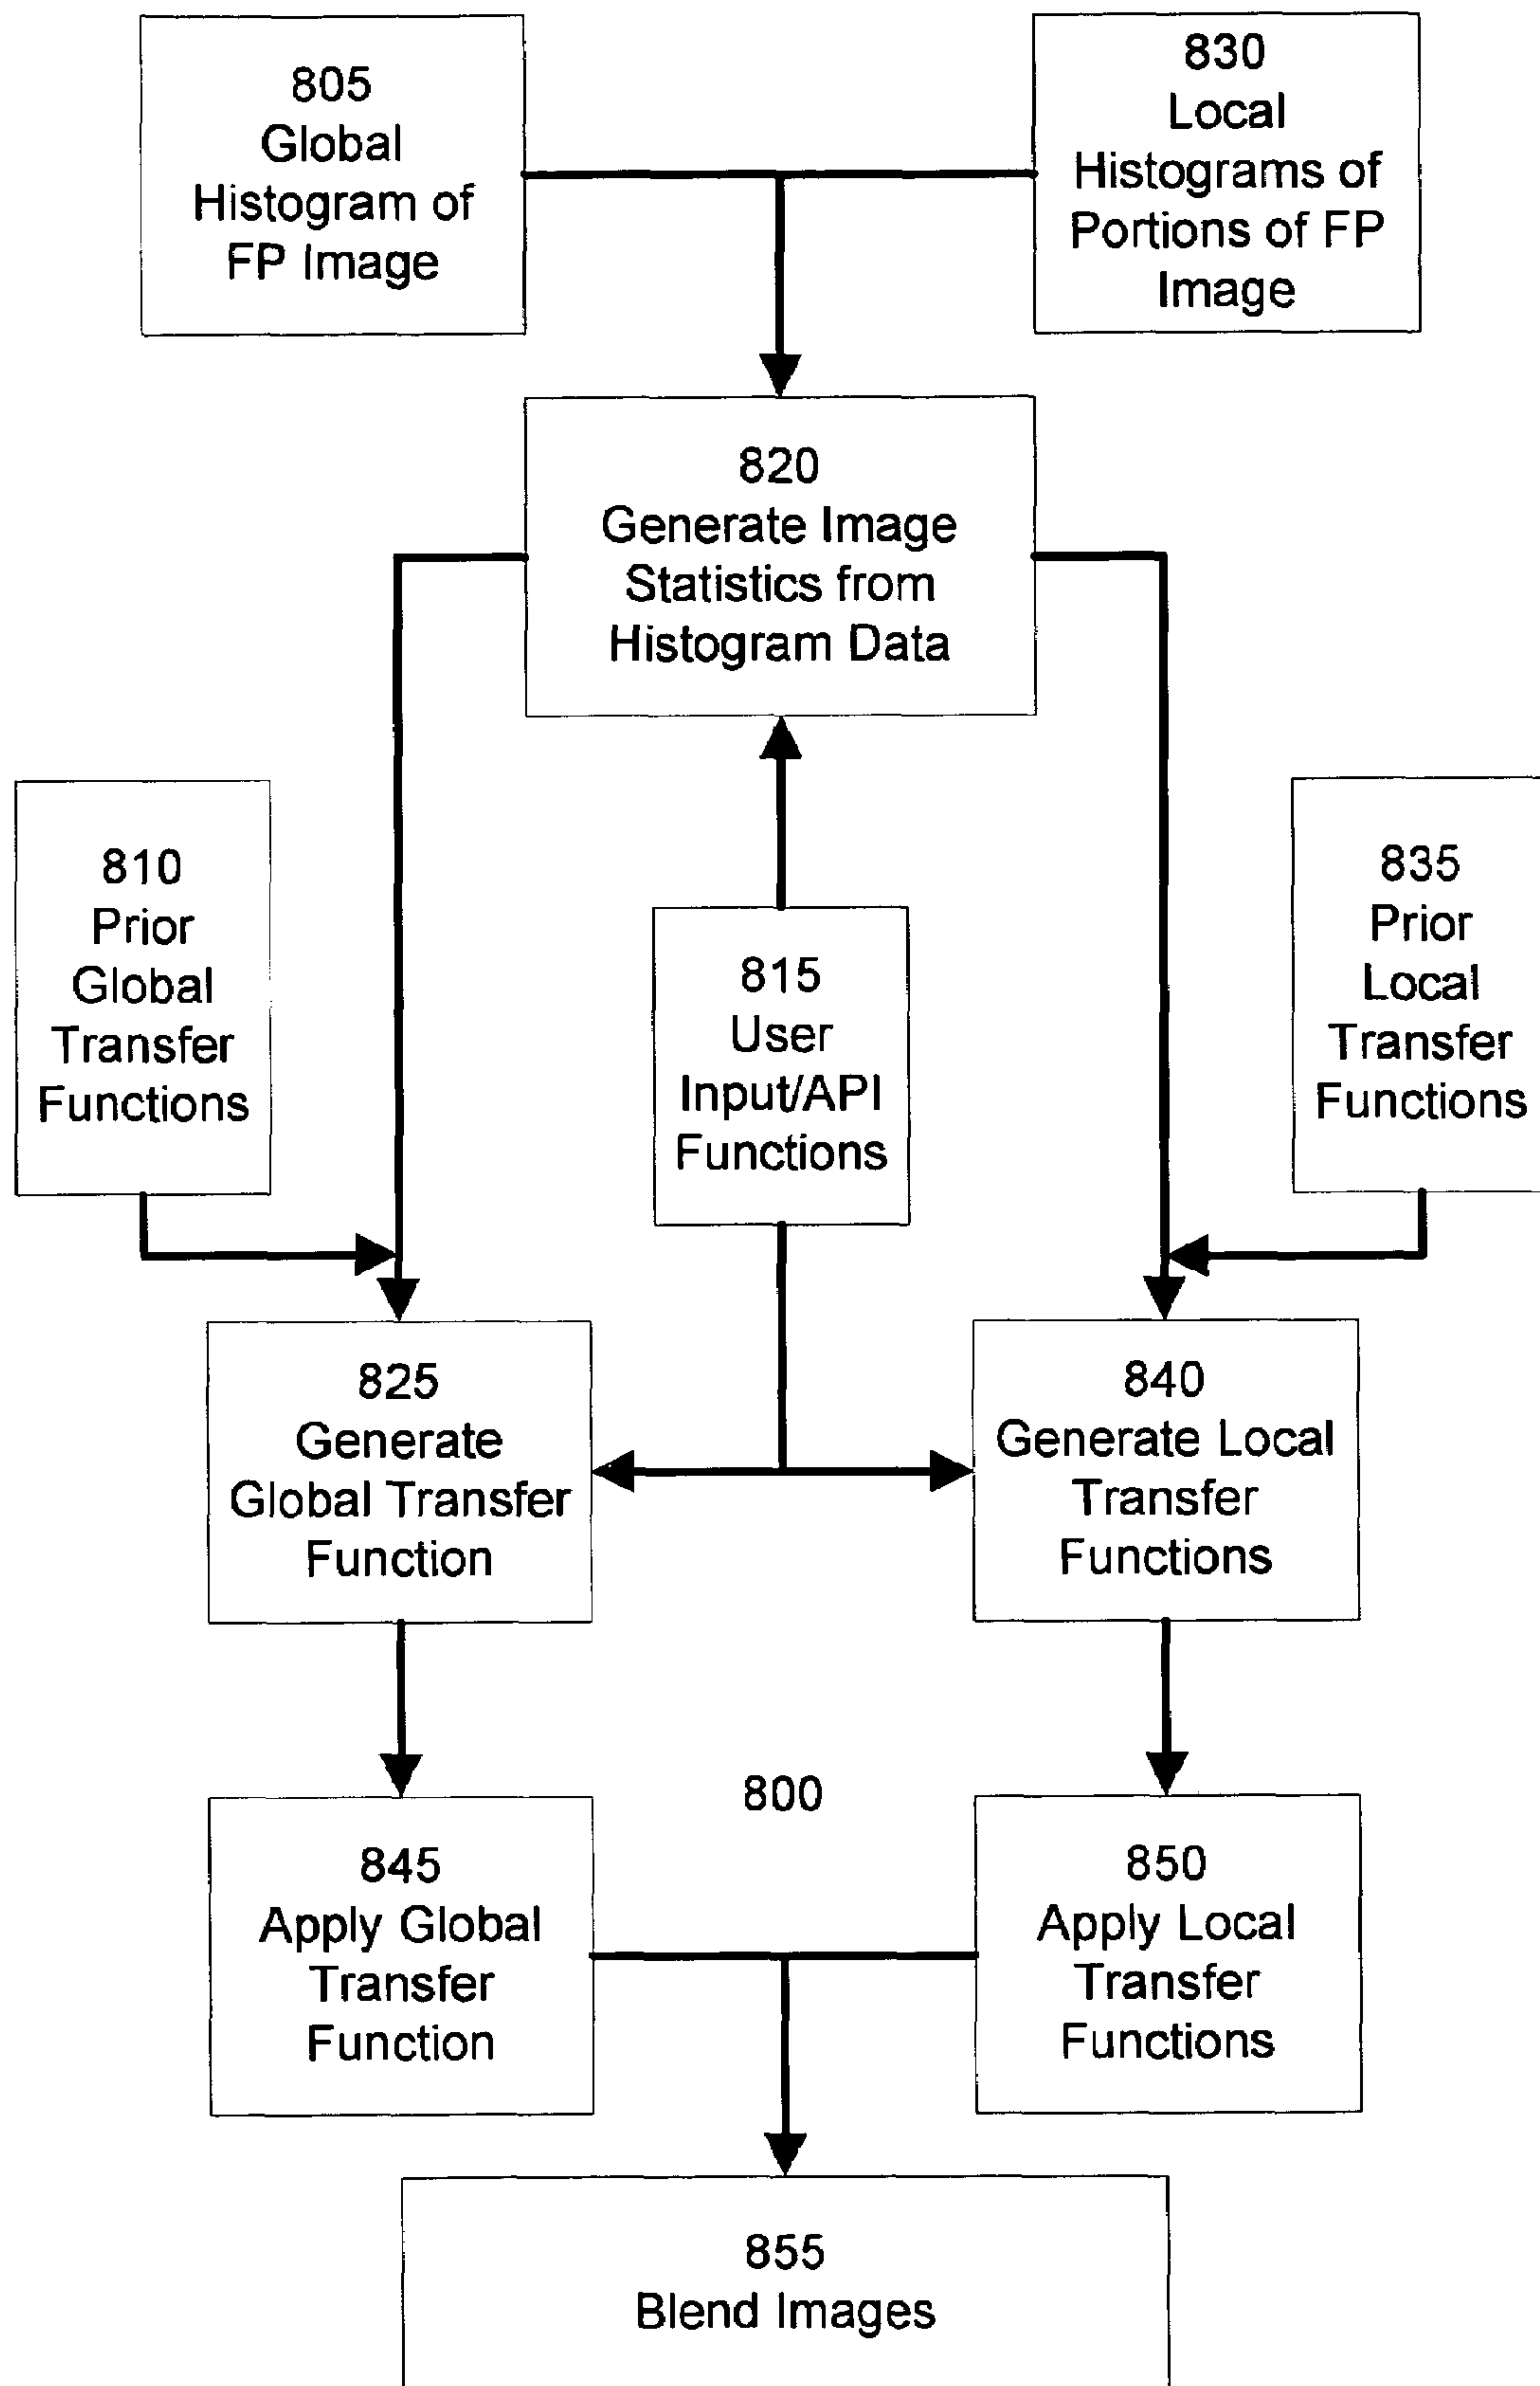 805
Global
Histogram of
FP Image
830
Local
Histograms of
Portions of FP
Image
820
Generate Image
Statistics from
Histogram Data
810
Prior
Global
Transfer
Functions
815
User
Input/API
Functions
835
Prior
Local
Transfer
Functions
825
Generate
Global Transfer
Function
840
Generate Local
Transfer
Functions
800
845
Apply Global
Transfer
Function
850
Apply Local
Transfer
Functions
855
Blend Images